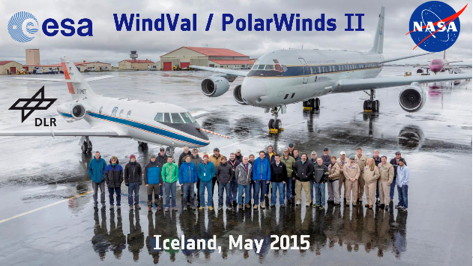 esa
WindVal / PolarWinds II
NASA
DLR
Iceland, May 2015